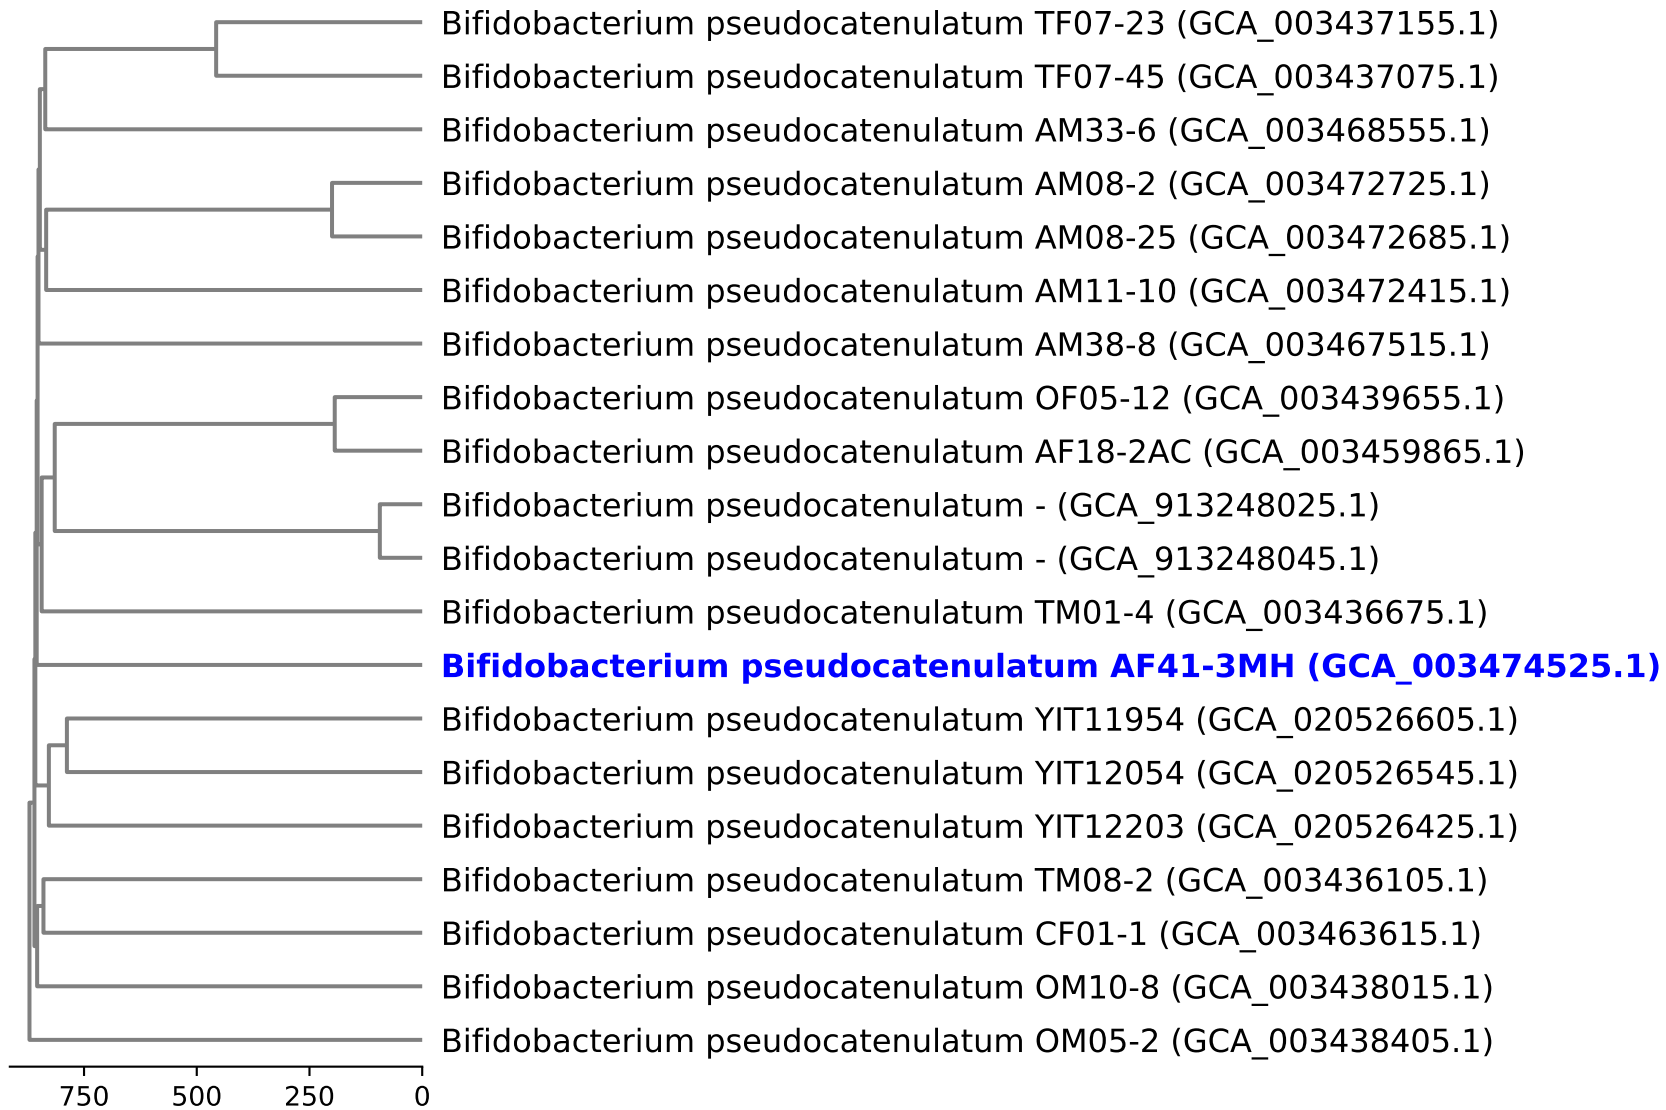 Bifidobacterium pseudocatenulatum TF07-23 (GCA_003437155.1)
Bifidobacterium pseudocatenulatum TF07-45 (GCA_003437075.1)
Bifidobacterium pseudocatenulatum AM33-6 (GCA_003468555.1)
Bifidobacterium pseudocatenulatum AM08-2 (GCA_003472725.1)
Bifidobacterium pseudocatenulatum AM08-25 (GCA_003472685.1)
Bifidobacterium pseudocatenulatum AM11-10 (GCA_003472415.1)
Bifidobacterium pseudocatenulatum AM38-8 (GCA_003467515.1)
Bifidobacterium pseudocatenulatum OF05-12 (GCA_003439655.1)
Bifidobacterium pseudocatenulatum AF18-2AC (GCA_003459865.1)
Bifidobacterium pseudocatenulatum - (GCA_913248025.1)
Bifidobacterium pseudocatenulatum - (GCA_913248045.1)
Bifidobacterium pseudocatenulatum TM01-4 (GCA_003436675.1)
Bifidobacterium pseudocatenulatum AF41-3MH (GCA_003474525.1)
Bifidobacterium pseudocatenulatum YIT11954 (GCA_020526605.1)
Bifidobacterium pseudocatenulatum YIT12054 (GCA_020526545.1)
Bifidobacterium pseudocatenulatum YIT12203 (GCA_020526425.1)
Bifidobacterium pseudocatenulatum TM08-2 (GCA_003436105.1)
Bifidobacterium pseudocatenulatum CF01-1 (GCA_003463615.1)
Bifidobacterium pseudocatenulatum OM10-8 (GCA_003438015.1)
Bifidobacterium pseudocatenulatum OM05-2 (GCA_003438405.1)
750 500 250 0